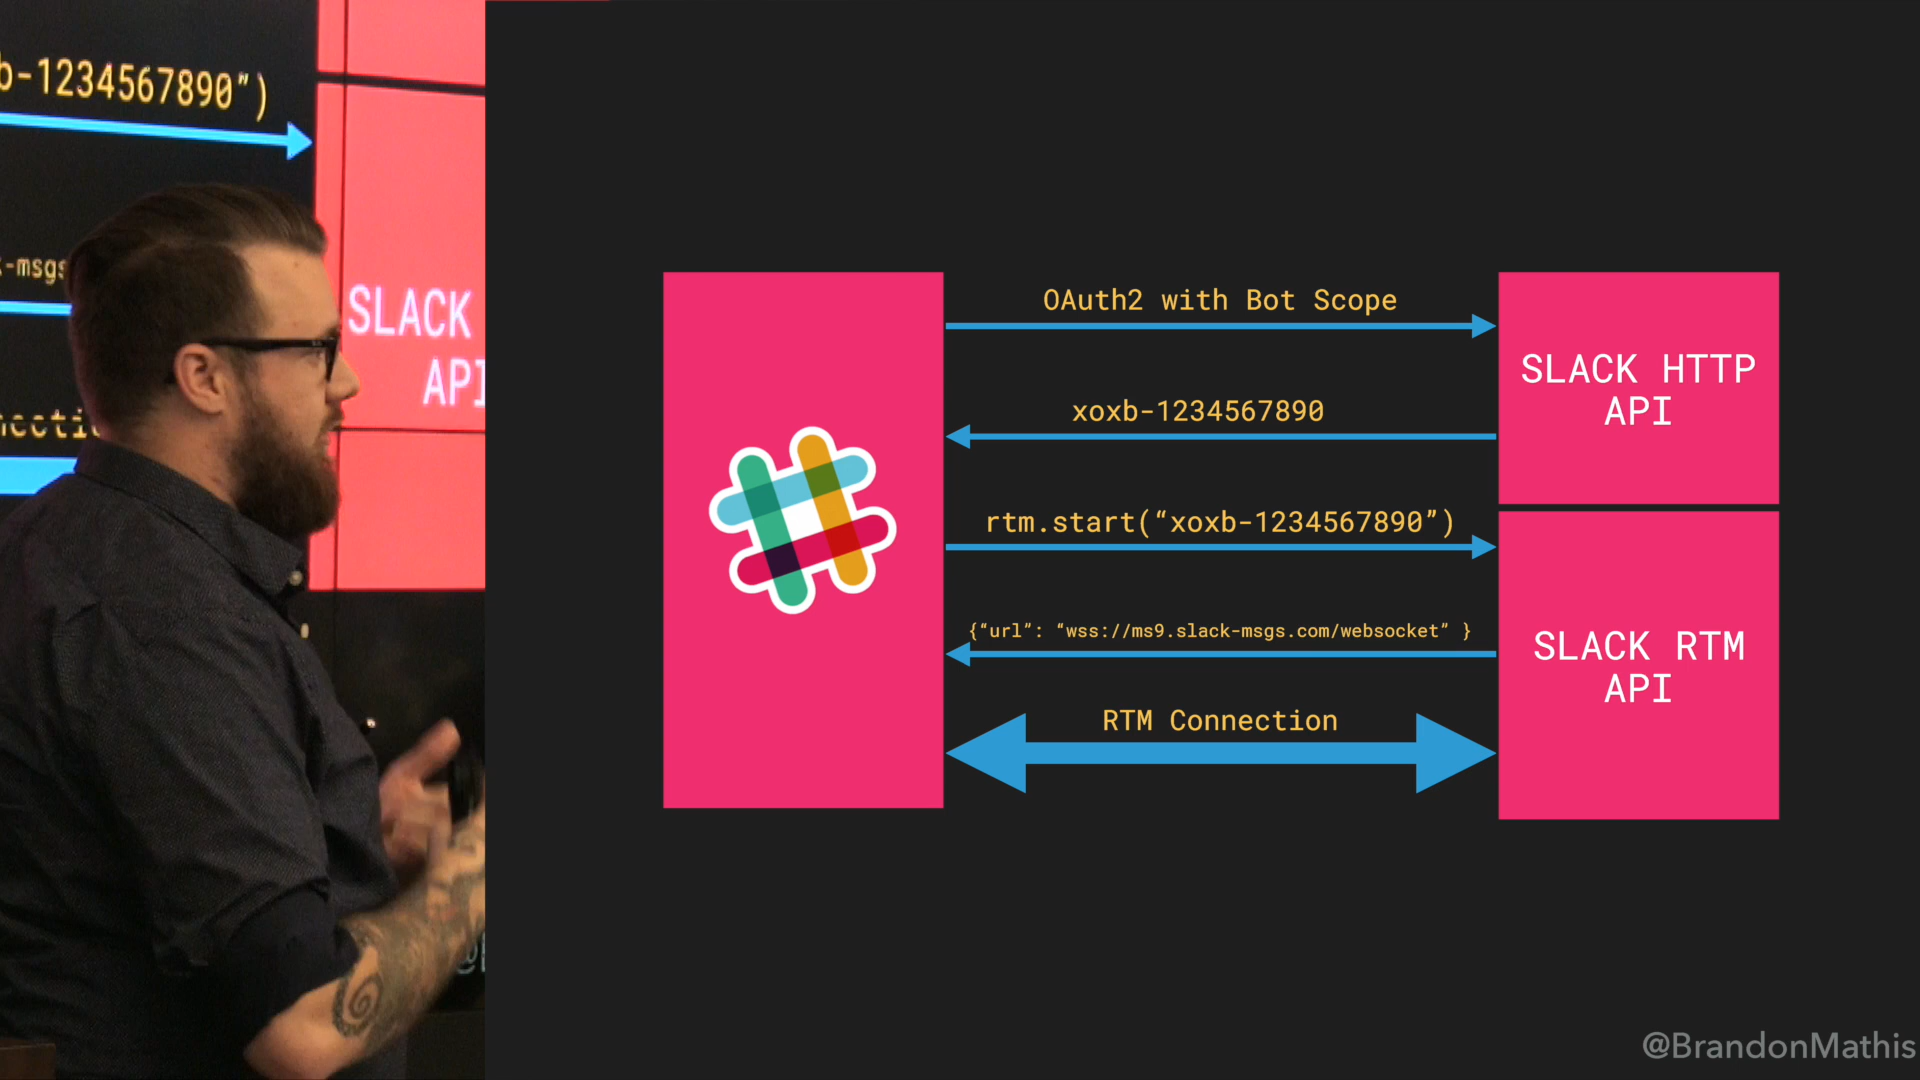 b-1234567890”)
k-msgs
SLACK
API
OAuth2 with Bot Scope
xoxb-1234567890
rtm.start(“xoxb-1234567890”)
{“url”: “wss://ms9.slack-msgs.com/websocket” }
RTM Connection
SLACK HTTP
API
SLACK RTM
API
@BrandonMathis